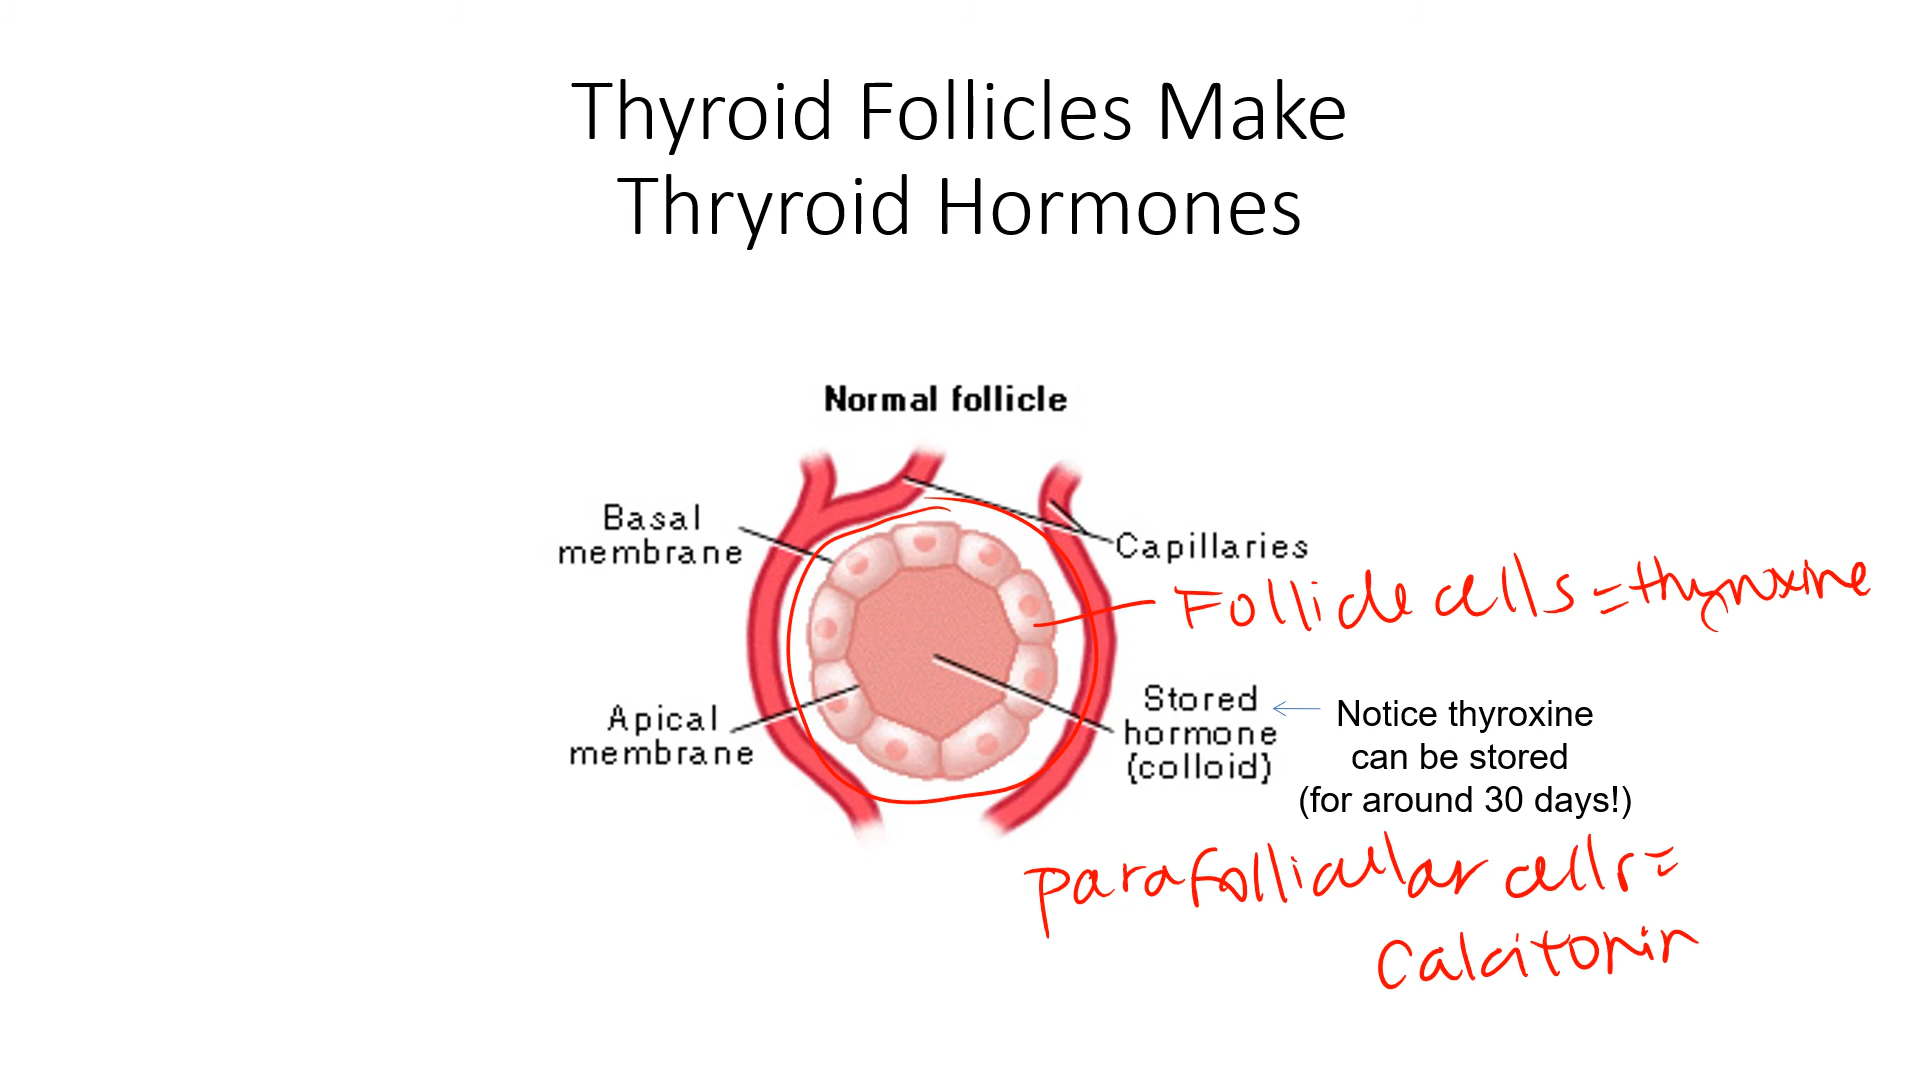 Thyroid Follicles Make
Thryroid Hormones
Normal follicle
Basal
membrane
Capillaries
Follicle cells = thyroxine
Apical
membrane
Stored
hormone
(colloid)
Notice thyroxine
can be stored
(for around 30 days!)
parafollicular cells =
Calcitonin